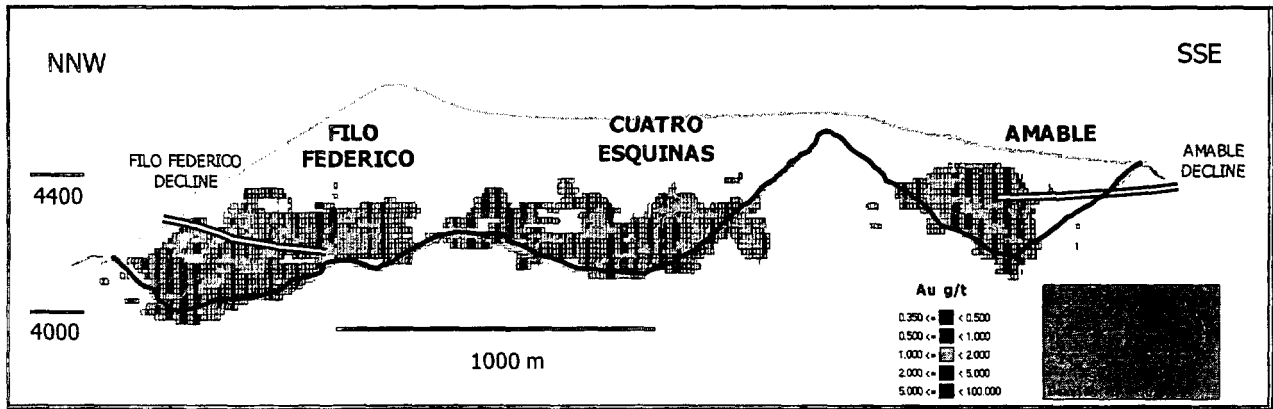 NNW
SSE
FILO
FEDERICO
CUATRO
ESQUINAS
AMABLE
FILO FEDERICO
DECLINE
AMABLE
DECLINE
4400
4000
1000 m
Au g/t
0.350 <= < 0.500
0.500 <= < 1.000
1.000 <= < 2.000
2.000 <= < 5.000
5.000 <= < 100.000